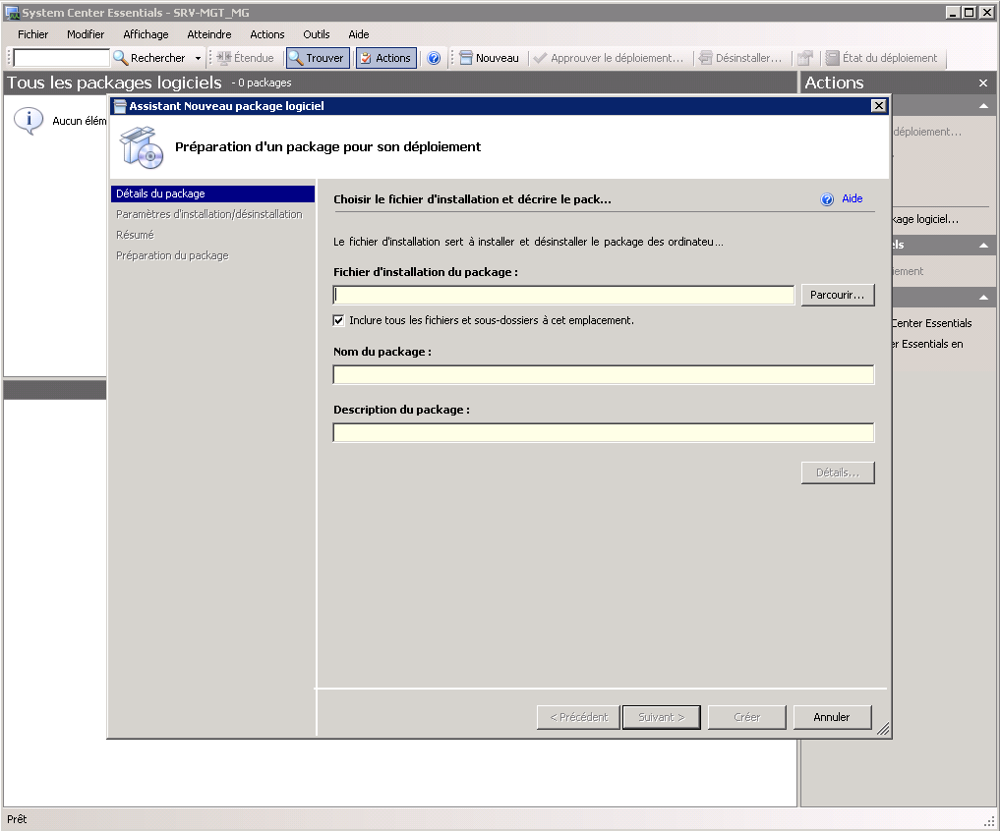 System Center Essentials - SRV-MGT_MG
Fichier Modifier Affichage Atteindre Actions Outils Aide
Rechercher Étendue Trouver Actions Nouveau Approuver le déploiement... Désinstaller... État du déploiement
Tous les packages logiciels - 0 packages
Actions
Aucun élém
Assistant Nouveau package logiciel
Préparation d'un package pour son déploiement
déploiement...
kage logiciel...
els
iement
Center Essentials
er Essentials en
Détails du package
Paramètres d'installation/désinstallation
Résumé
Préparation du package
Choisir le fichier d'installation et décrire le pack...
Aide
Le fichier d'installation sert à installer et désinstaller le package des ordinateu...
Fichier d'installation du package :
Parcourir...
Inclure tous les fichiers et sous-dossiers à cet emplacement.
Nom du package :
Description du package :
Détails...
< Précédent Suivant > Créer Annuler
Prêt